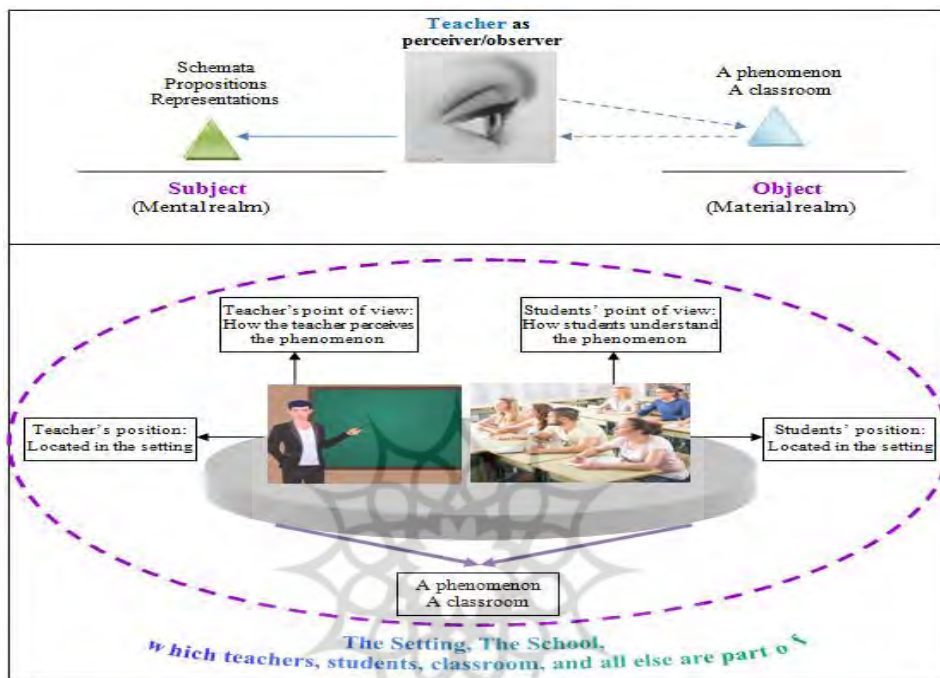 Teacher as
perceiver/observer
Schemata
Propositions
Representations
A phenomenon
A classroom
Subject
(Mental realm)
Object
(Material realm)
Teacher's point of view:
How the teacher perceives
the phenomenon
Students' point of view:
How students understand
the phenomenon
Teacher's position:
Located in the setting
Students' position:
Located in the setting
A phenomenon
A classroom
The Setting, The School,
which teachers, students, classroom, and all else are part of